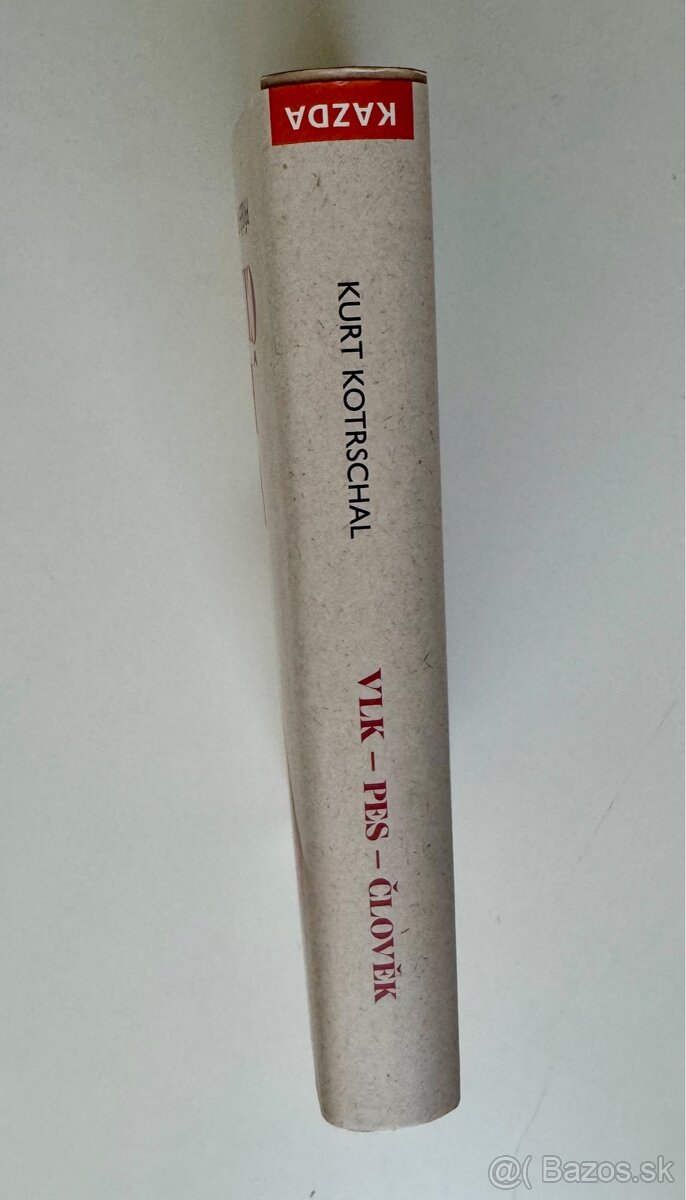 KAZDA
KURT KOTRSCHAL
VLK – PES – ČLOVĚK
@( Bazos.sk